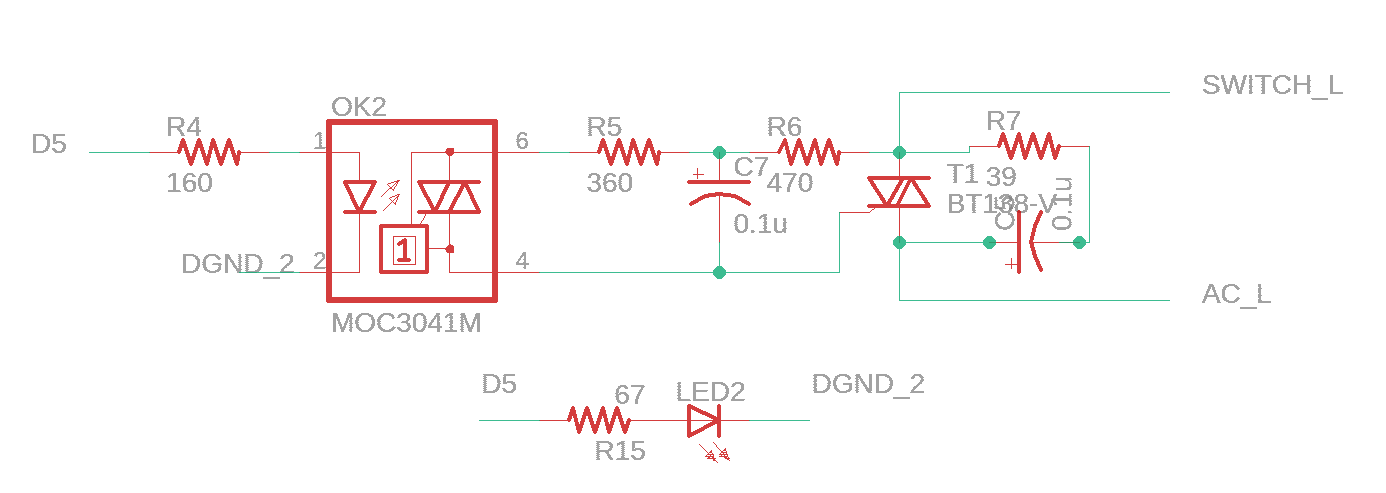 SWITCH_L
OK2
D5
R4
1
6
R5
R6
R7
160
360
C7
470
T1
39
BT138-V
0.1u
0.1u
DGND_2
2
1
4
AC_L
MOC3041M
D5
67
LED2
DGND_2
R15